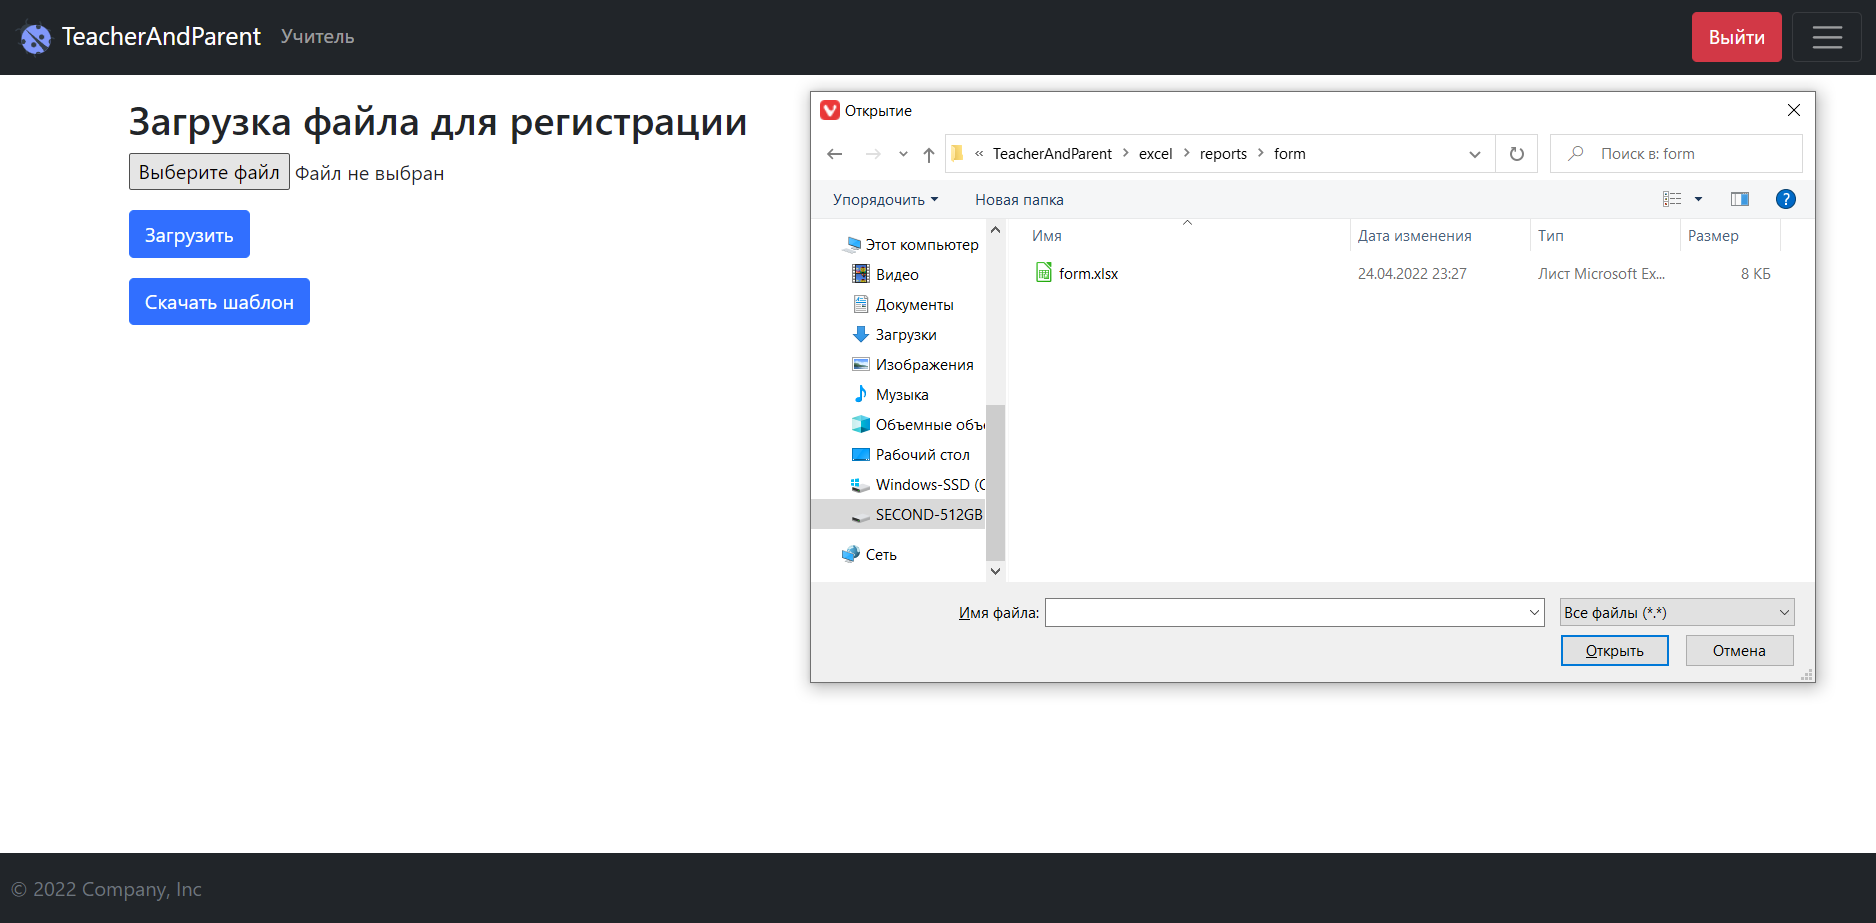 TeacherAndParent Учитель Выйти
Загрузка файла для регистрации
Выберите файл Файл не выбран
Загрузить
Скачать шаблон
Открытие
« TeacherAndParent > excel > reports > form Поиск в: form
Упорядочить Новая папка ?
Имя Дата изменения Тип Размер
form.xlsx 24.04.2022 23:27 Лист Microsoft Ex... 8 КБ
Этот компьютер
Видео
Документы
Загрузки
Изображения
Музыка
Объемные объ
Рабочий стол
Windows-SSD (C
SECOND-512GB
Сеть
Имя файла: Все файлы (*.*)
Открыть Отмена
© 2022 Company, Inc